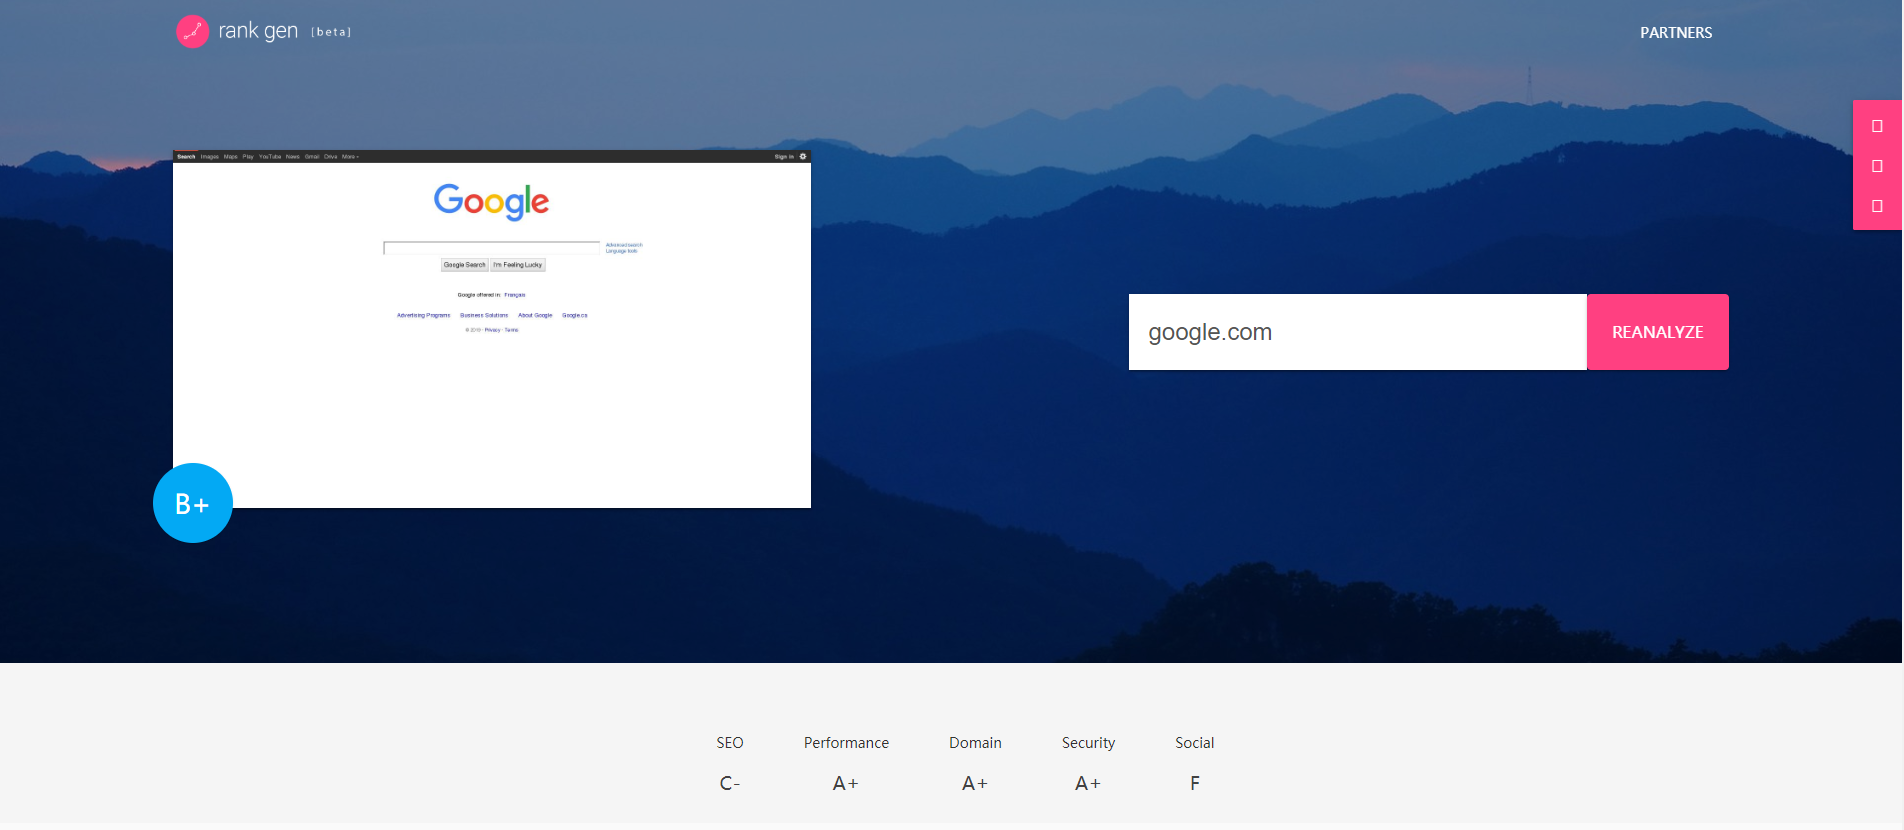 rank gen [beta]
PARTNERS
Search Images Maps Play YouTube News Gmail Drive More
Sign in
Google
Advanced search
Language tools
Google Search I'm Feeling Lucky
Google offered in: Français
Advertising Programs Business Solutions About Google Google.ca
Privacy - Terms
google.com
REANALYZE
B+
SEO Performance Domain Security Social
C- A+ A+ A+ F